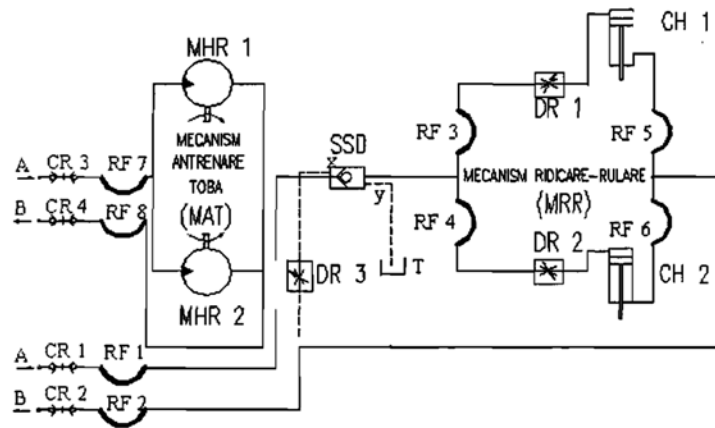 MHR 1
MECANISM
ANTRENARE
TOBA
(MAT)
MHR 2
A CR 3 RF 7
B CR 4 RF 8
A CR 1 RF 1
B CR 2 RF 2
SSD
x
y
T
DR 3
RF 3
RF 4
DR 1
DR 2
MECANISM RIDICARE-RULARE
(MRR)
RF 5
RF 6
CH 1
CH 2